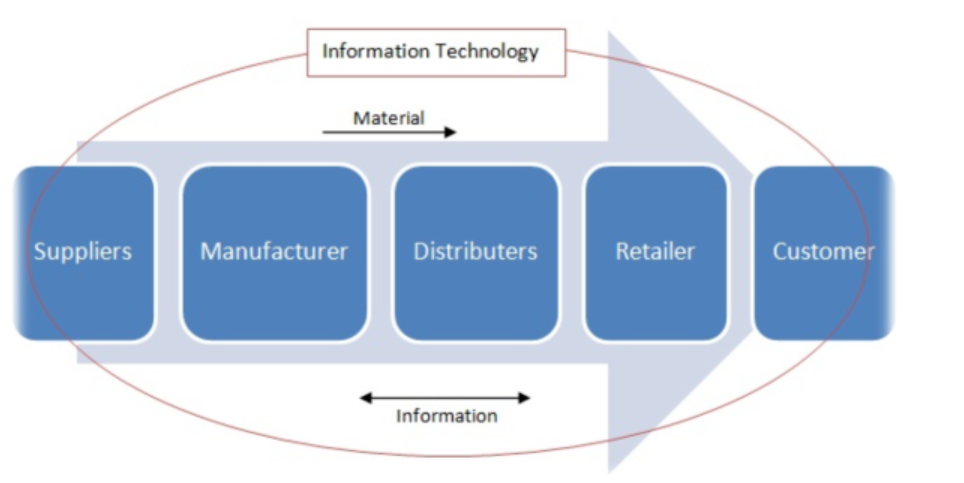 Information Technology
Material
Suppliers
Manufacturer
Distributers
Retailer
Customer
Information